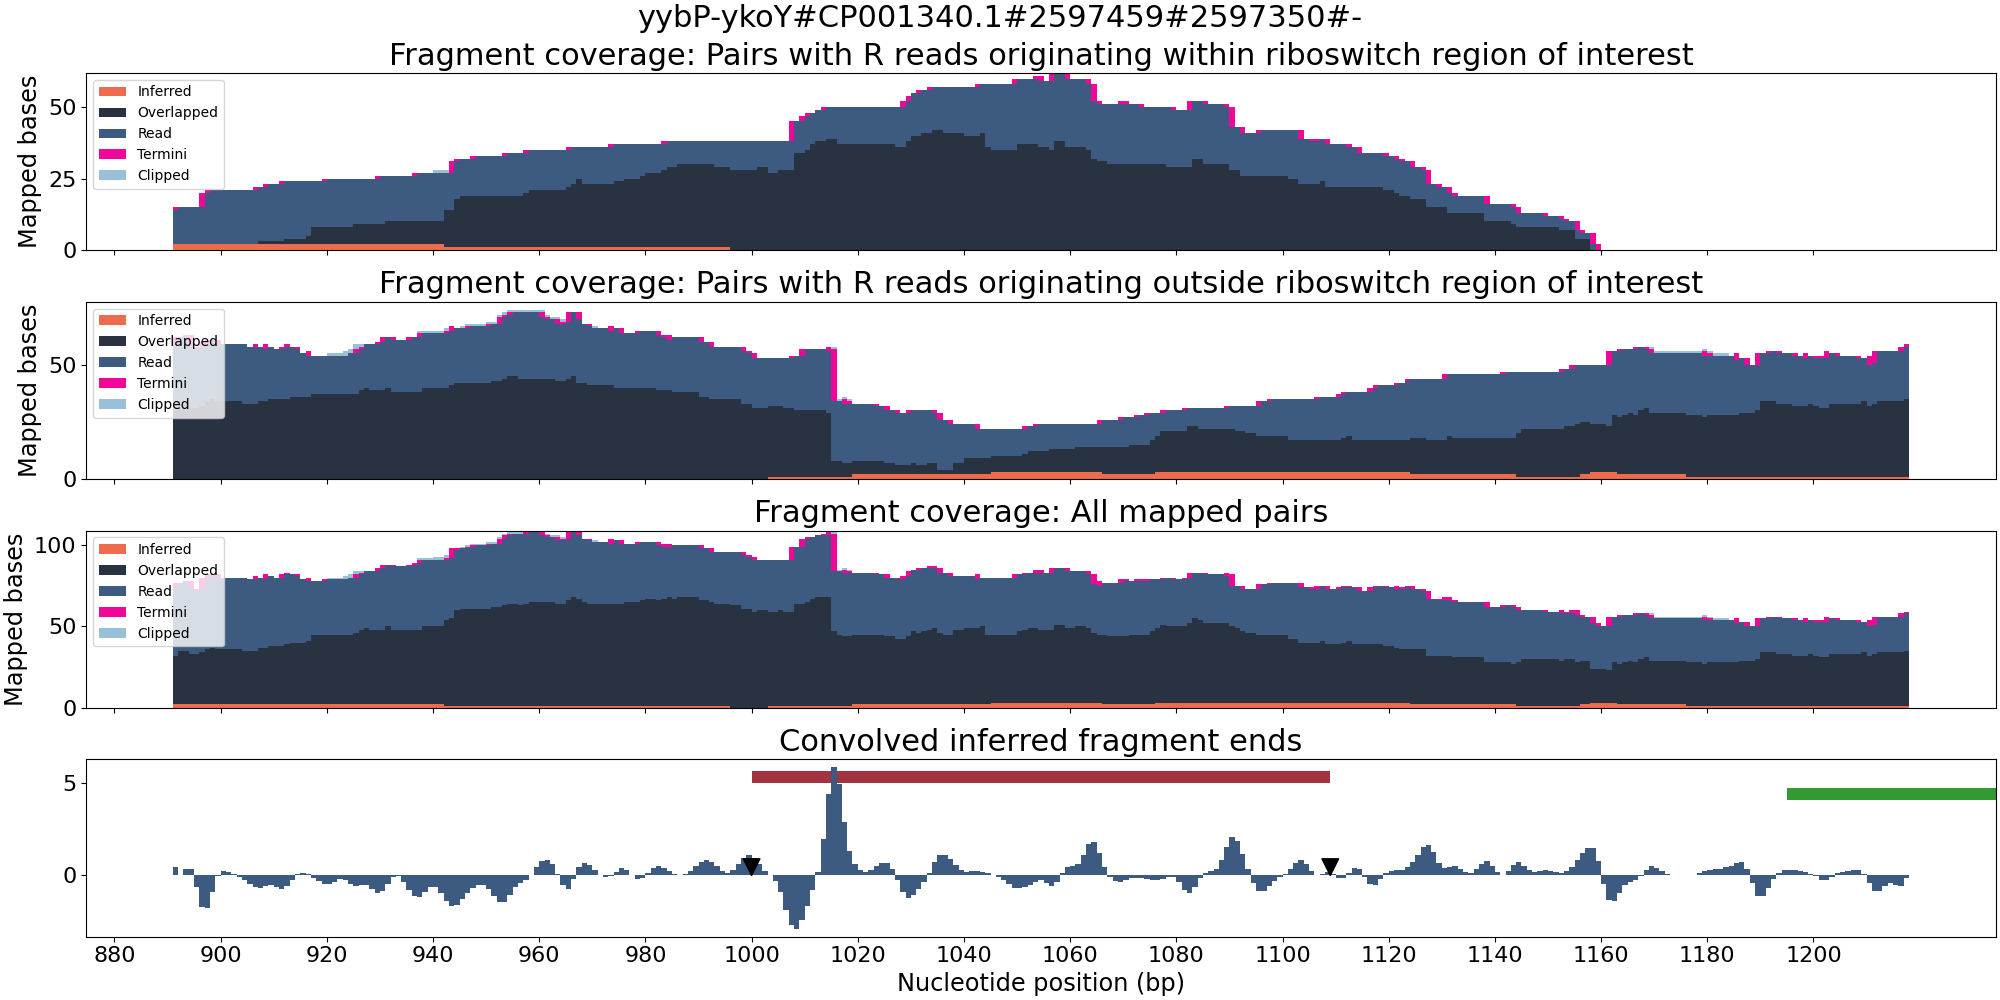 yybP-ykoY#CP001340.1#2597459#2597350#-
Fragment coverage: Pairs with R reads originating within riboswitch region of interest
Mapped bases
50
25
0
Inferred
Overlapped
Read
Termini
Clipped
Fragment coverage: Pairs with R reads originating outside riboswitch region of interest
Mapped bases
50
0
Inferred
Overlapped
Read
Termini
Clipped
Fragment coverage: All mapped pairs
Mapped bases
100
50
0
Inferred
Overlapped
Read
Termini
Clipped
Convolved inferred fragment ends
5
0
880 900 920 940 960 980 1000 1020 1040 1060 1080 1100 1120 1140 1160 1180 1200
Nucleotide position (bp)